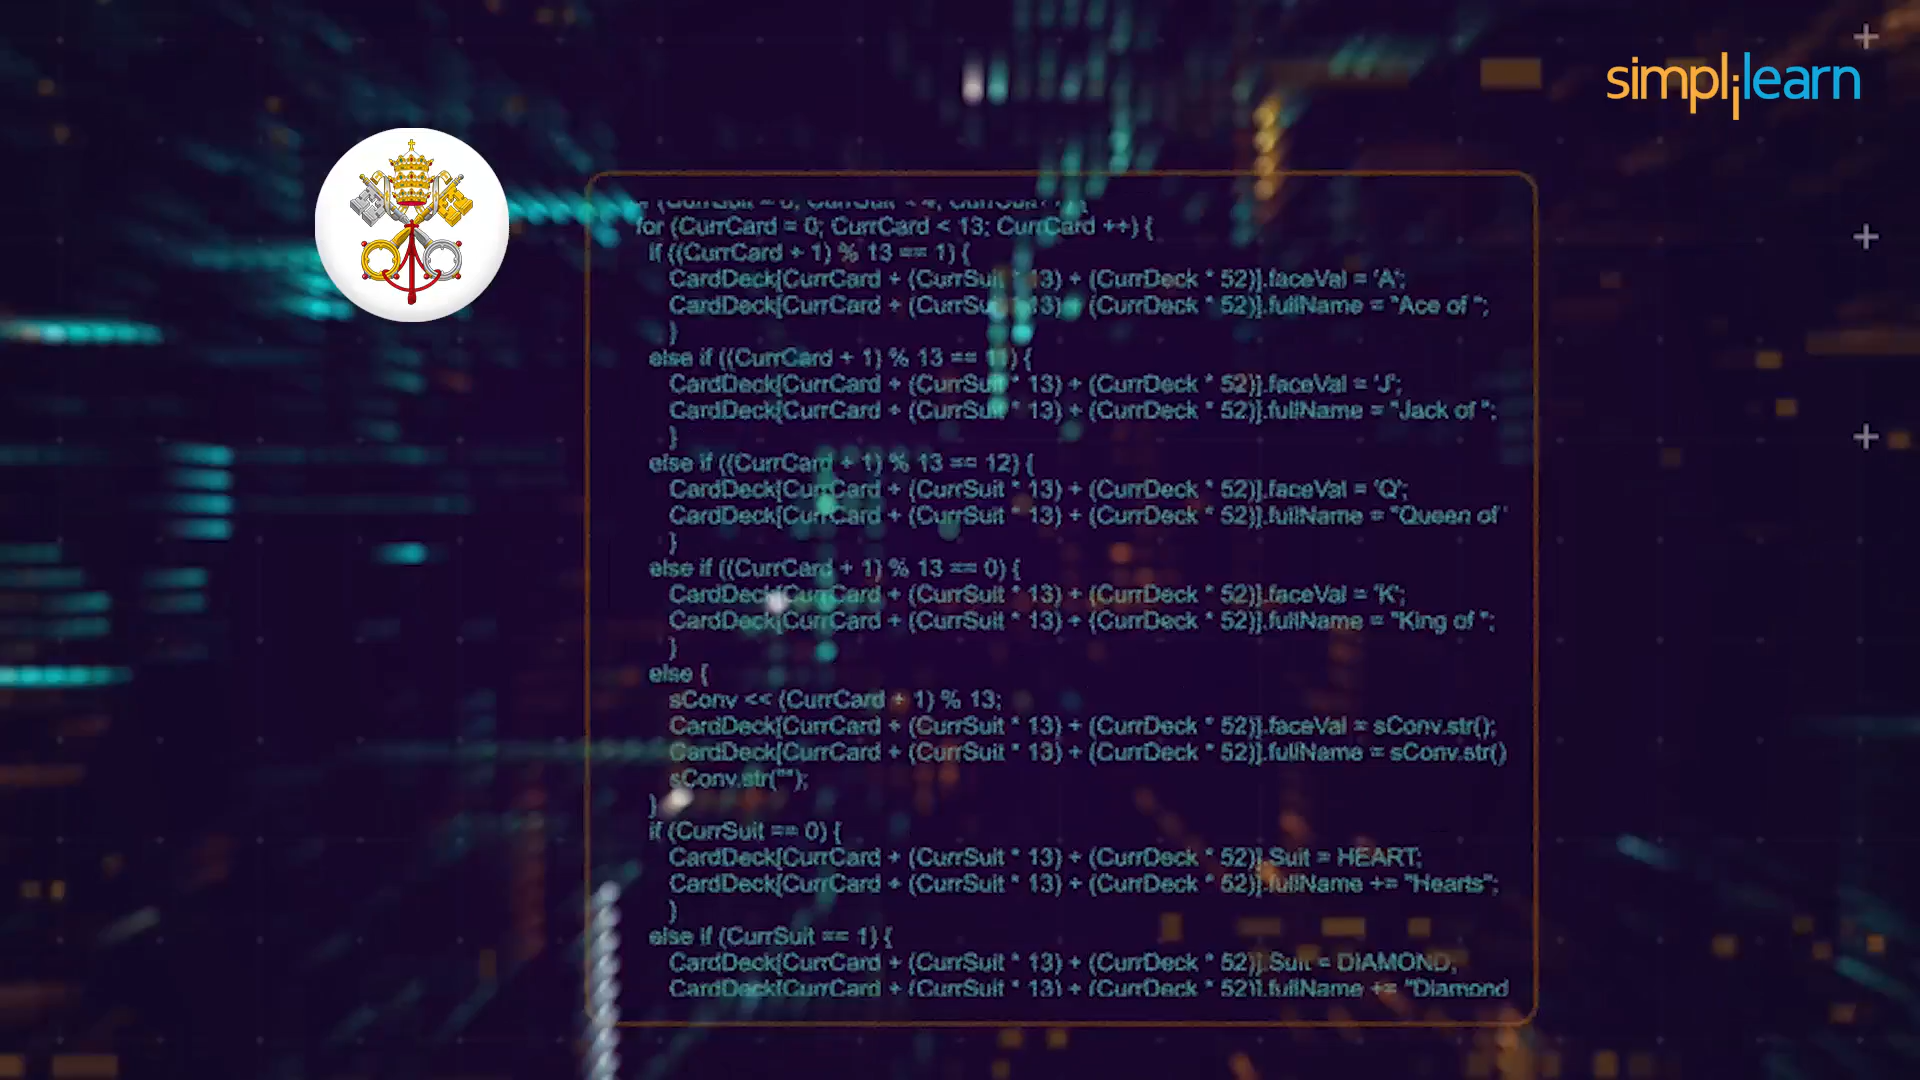 simplilearn
for (CurrCard = 0; CurrCard < 13; CurrCard ++) {
if ((CurrCard + 1) % 13 == 1) {
CardDeck[CurrCard + (CurrSuit * 13) + (CurrDeck * 52)].faceVal = 'A';
CardDeck[CurrCard + (CurrSuit * 13) + (CurrDeck * 52)].fullName = "Ace of ";
}
else if ((CurrCard + 1) % 13 == 11) {
CardDeck[CurrCard + (CurrSuit * 13) + (CurrDeck * 52)].faceVal = 'J';
CardDeck[CurrCard + (CurrSuit * 13) + (CurrDeck * 52)].fullName = "Jack of ";
}
else if ((CurrCard + 1) % 13 == 12) {
CardDeck[CurrCard + (CurrSuit * 13) + (CurrDeck * 52)].faceVal = 'Q';
CardDeck[CurrCard + (CurrSuit * 13) + (CurrDeck * 52)].fullName = "Queen of '
}
else if ((CurrCard + 1) % 13 == 0) {
CardDeck[CurrCard + (CurrSuit * 13) + (CurrDeck * 52)].faceVal = 'K';
CardDeck[CurrCard + (CurrSuit * 13) + (CurrDeck * 52)].fullName = "King of ";
}
else {
sConv << (CurrCard + 1) % 13;
CardDeck[CurrCard + (CurrSuit * 13) + (CurrDeck * 52)].faceVal = sConv.str();
CardDeck[CurrCard + (CurrSuit * 13) + (CurrDeck * 52)].fullName = sConv.str()
sConv.str("");
}
if (CurrSuit == 0) {
CardDeck[CurrCard + (CurrSuit * 13) + (CurrDeck * 52)].Suit = HEART;
CardDeck[CurrCard + (CurrSuit * 13) + (CurrDeck * 52)].fullName += "Hearts";
}
else if (CurrSuit == 1) {
CardDeck[CurrCard + (CurrSuit * 13) + (CurrDeck * 52)].Suit = DIAMOND;
CardDeck[CurrCard + (CurrSuit * 13) + (CurrDeck * 52)].fullName += "Diamond